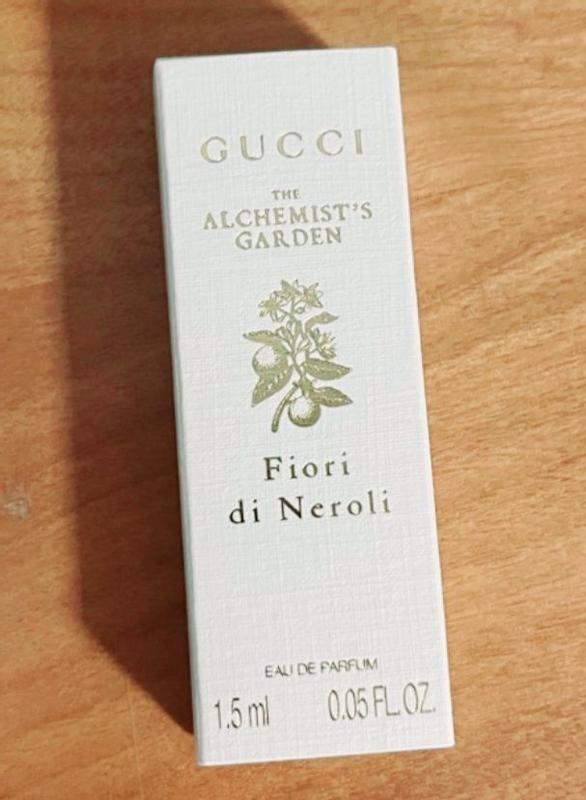 GUCCI
THE
ALCHEMIST'S
GARDEN
Fiori
di Neroli
EAU DE PARFUM
1.5 ml 0.05 FL. OZ.